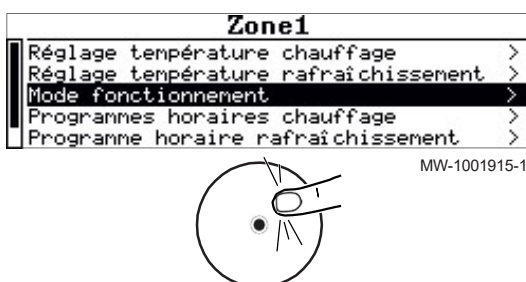 Zone1
Réglage température chauffage >
Réglage température rafraîchissement >
Mode fonctionnement >
Programmes horaires chauffage >
Programme horaire rafraîchissement >
MW-1001915-1